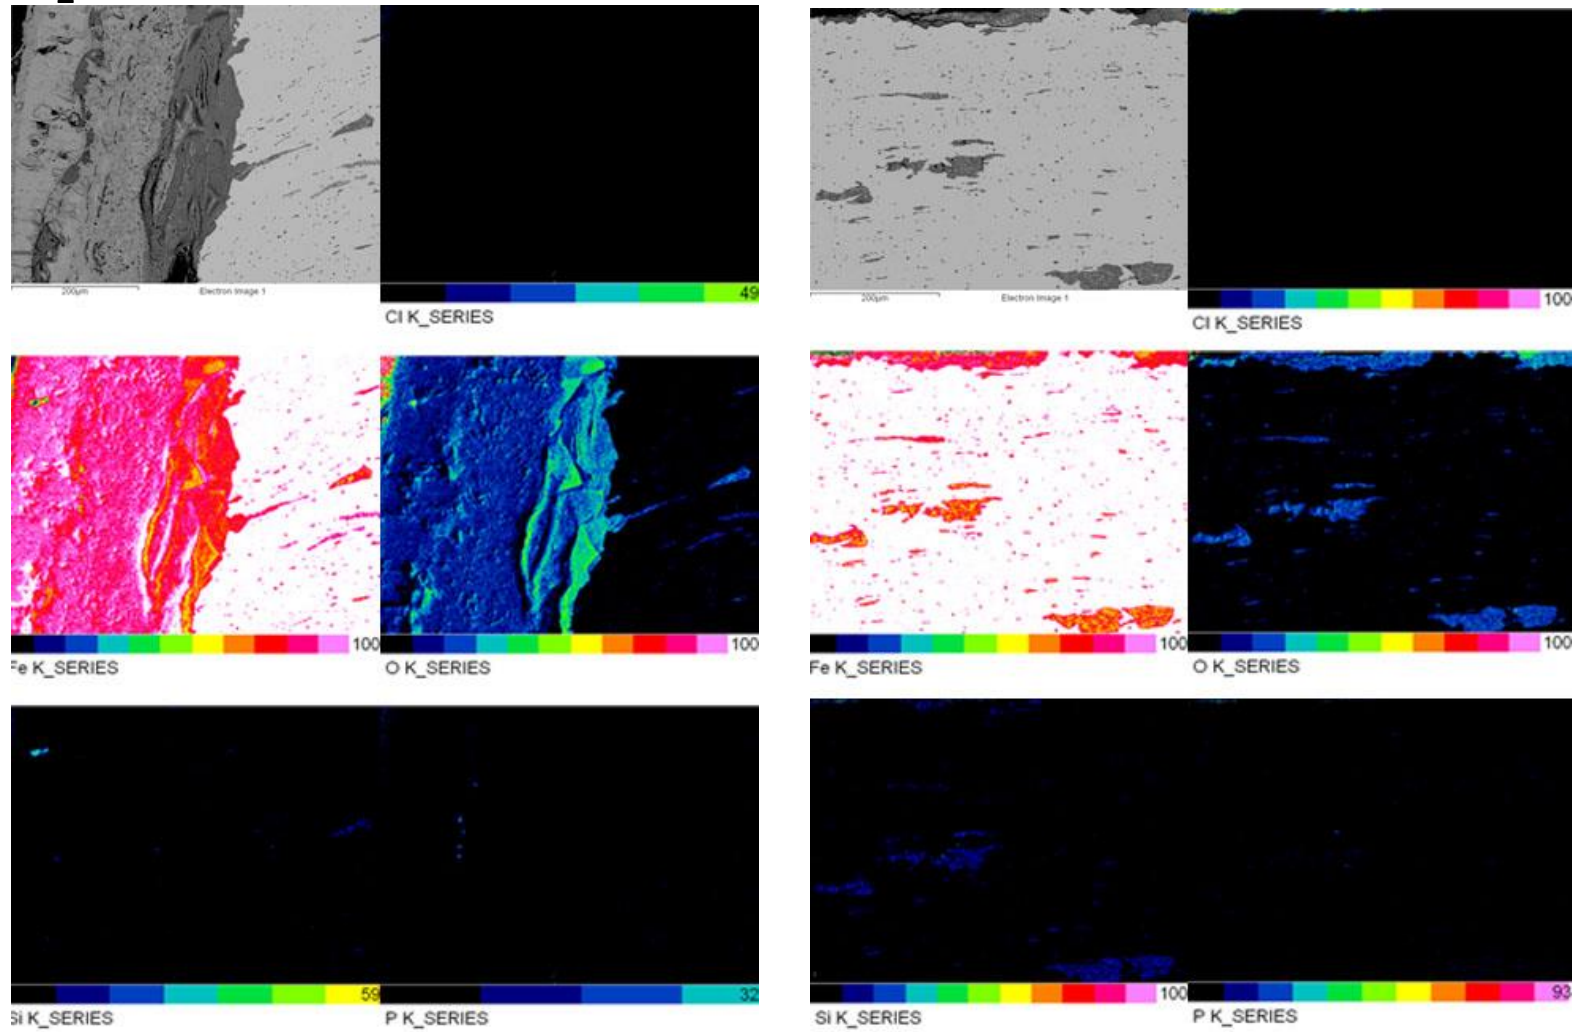 200µm Electron Image 1
49
Cl K_SERIES
100 100
Fe K_SERIES O K_SERIES
59 32
Si K_SERIES P K_SERIES
200µm Electron Image 1
100
Cl K_SERIES
100 100
Fe K_SERIES O K_SERIES
100 93
Si K_SERIES P K_SERIES